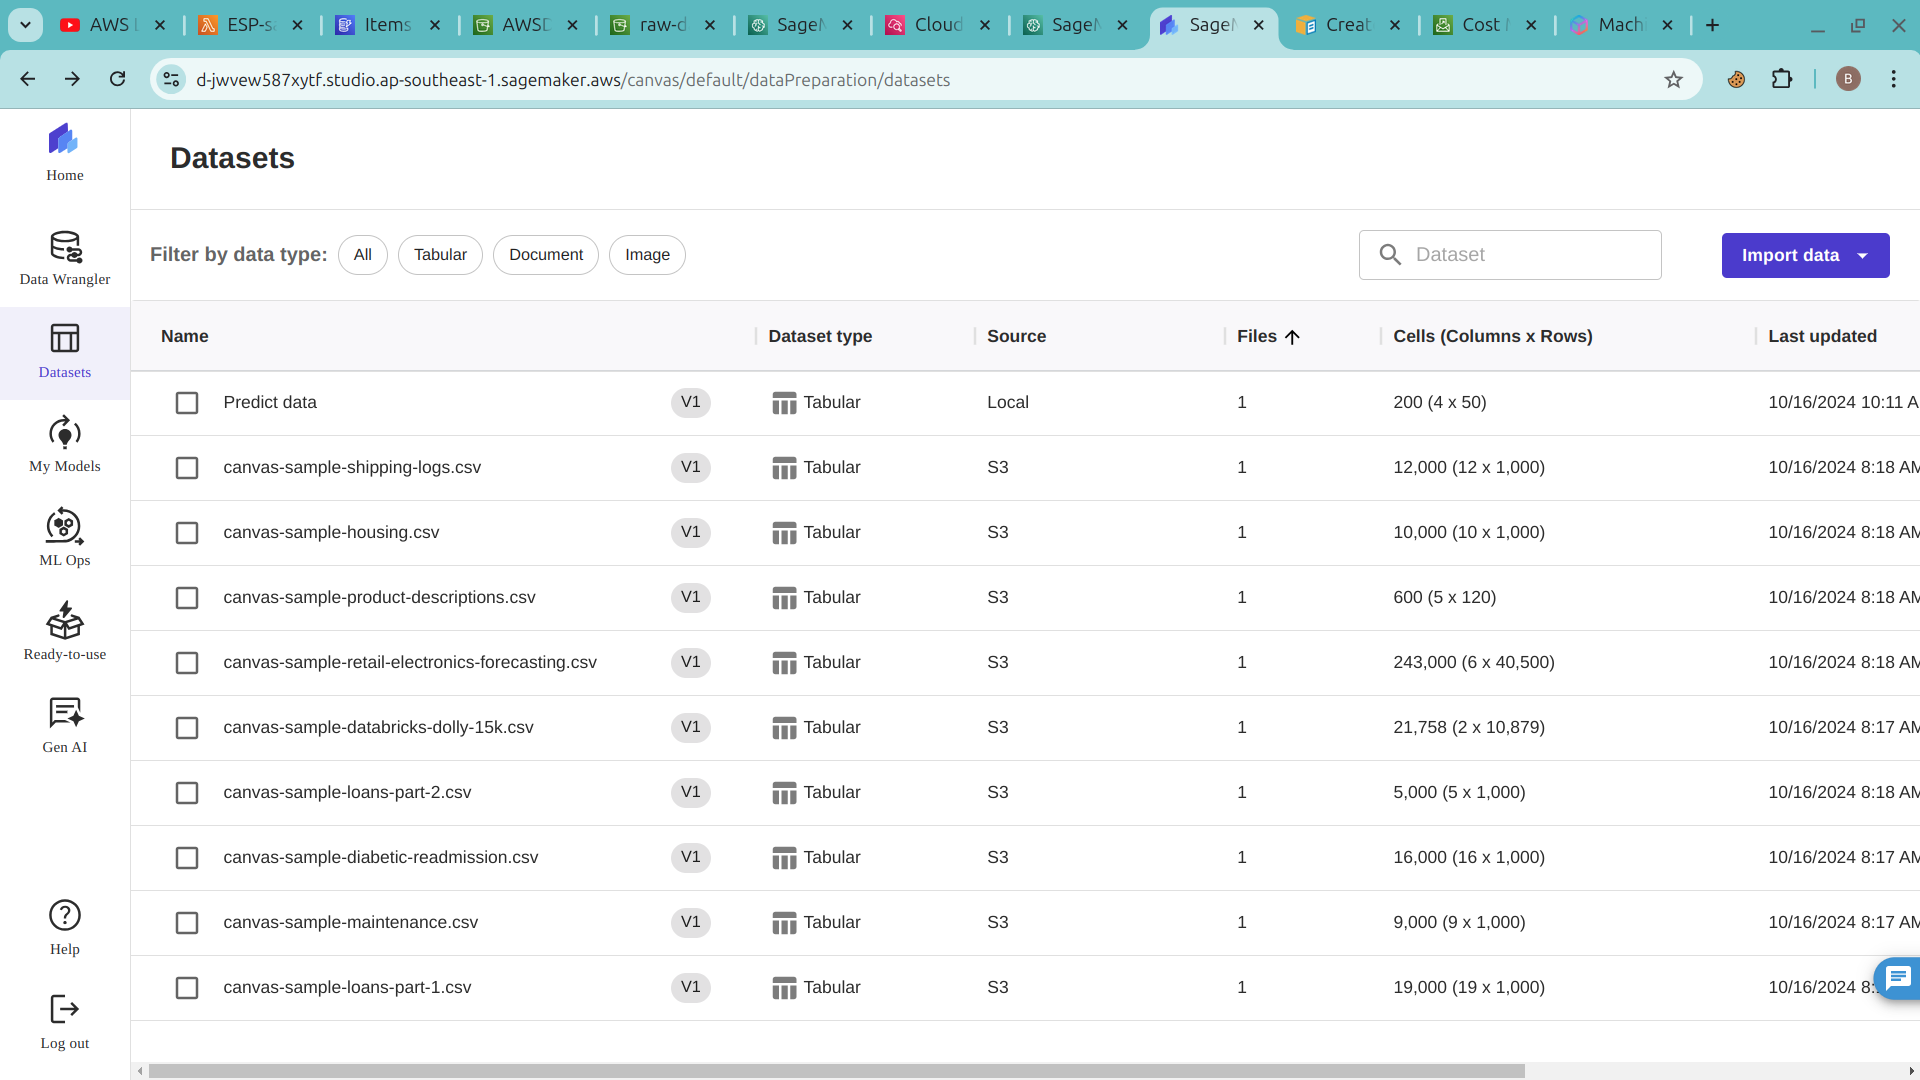 AWS
ESP-sa
Items
AWSD
raw-d
Sage
Cloud
Sage
Sage
Creat
Cost
Machi
d-jwvew587xytf.studio.ap-southeast-1.sagemaker.aws/canvas/default/dataPreparation/datasets
B
Home
Data Wrangler
Datasets
My Models
ML Ops
Ready-to-use
Gen AI
Help
Log out
Datasets
Filter by data type: All Tabular Document Image
Dataset
Import data
Name Dataset type Source Files Cells (Columns x Rows) Last updated
Predict data V1 Tabular Local 1 200 (4 x 50) 10/16/2024 10:11 A
canvas-sample-shipping-logs.csv V1 Tabular S3 1 12,000 (12 x 1,000) 10/16/2024 8:18 AM
canvas-sample-housing.csv V1 Tabular S3 1 10,000 (10 x 1,000) 10/16/2024 8:18 AM
canvas-sample-product-descriptions.csv V1 Tabular S3 1 600 (5 x 120) 10/16/2024 8:18 AM
canvas-sample-retail-electronics-forecasting.csv V1 Tabular S3 1 243,000 (6 x 40,500) 10/16/2024 8:18 AM
canvas-sample-databricks-dolly-15k.csv V1 Tabular S3 1 21,758 (2 x 10,879) 10/16/2024 8:17 AM
canvas-sample-loans-part-2.csv V1 Tabular S3 1 5,000 (5 x 1,000) 10/16/2024 8:18 AM
canvas-sample-diabetic-readmission.csv V1 Tabular S3 1 16,000 (16 x 1,000) 10/16/2024 8:17 AM
canvas-sample-maintenance.csv V1 Tabular S3 1 9,000 (9 x 1,000) 10/16/2024 8:17 AM
canvas-sample-loans-part-1.csv V1 Tabular S3 1 19,000 (19 x 1,000) 10/16/2024 8: